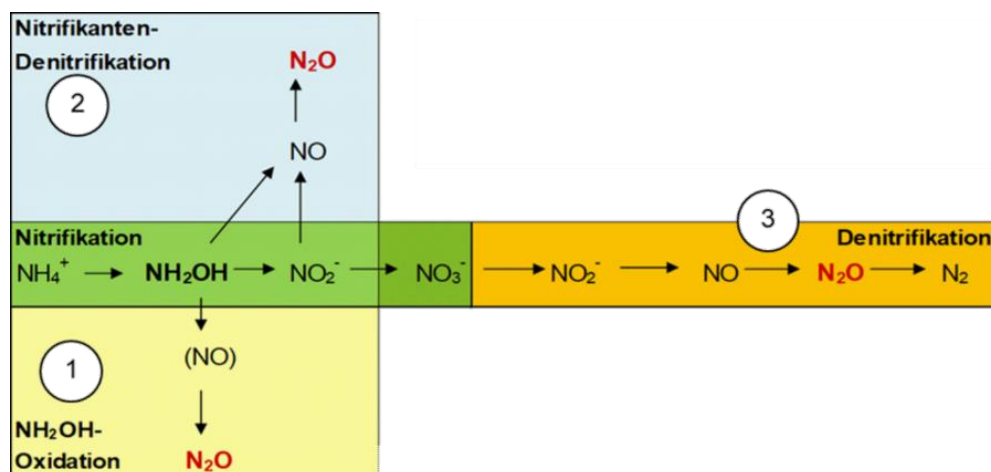 Nitrifikanten-
Denitrifikation
2
N₂O
NO
3
Nitrifikation
Denitrifikation
NH₄⁺ NH₂OH NO₂⁻ NO₃⁻ NO₂⁻ NO N₂O N₂
1
(NO)
NH₂OH-
Oxidation
N₂O